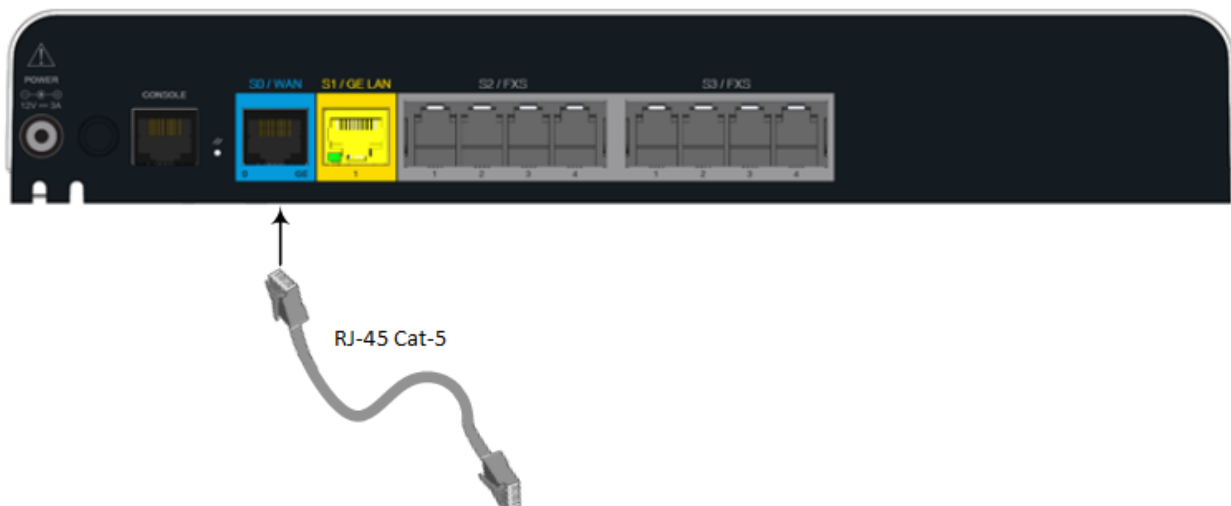 POWER
12V 3A
CONSOLE
S0 / WAN
S1 / GE LAN
S2 / FXS
S3 / FXS
0 GE
1
1 2 3 4
1 2 3 4
RJ-45 Cat-5